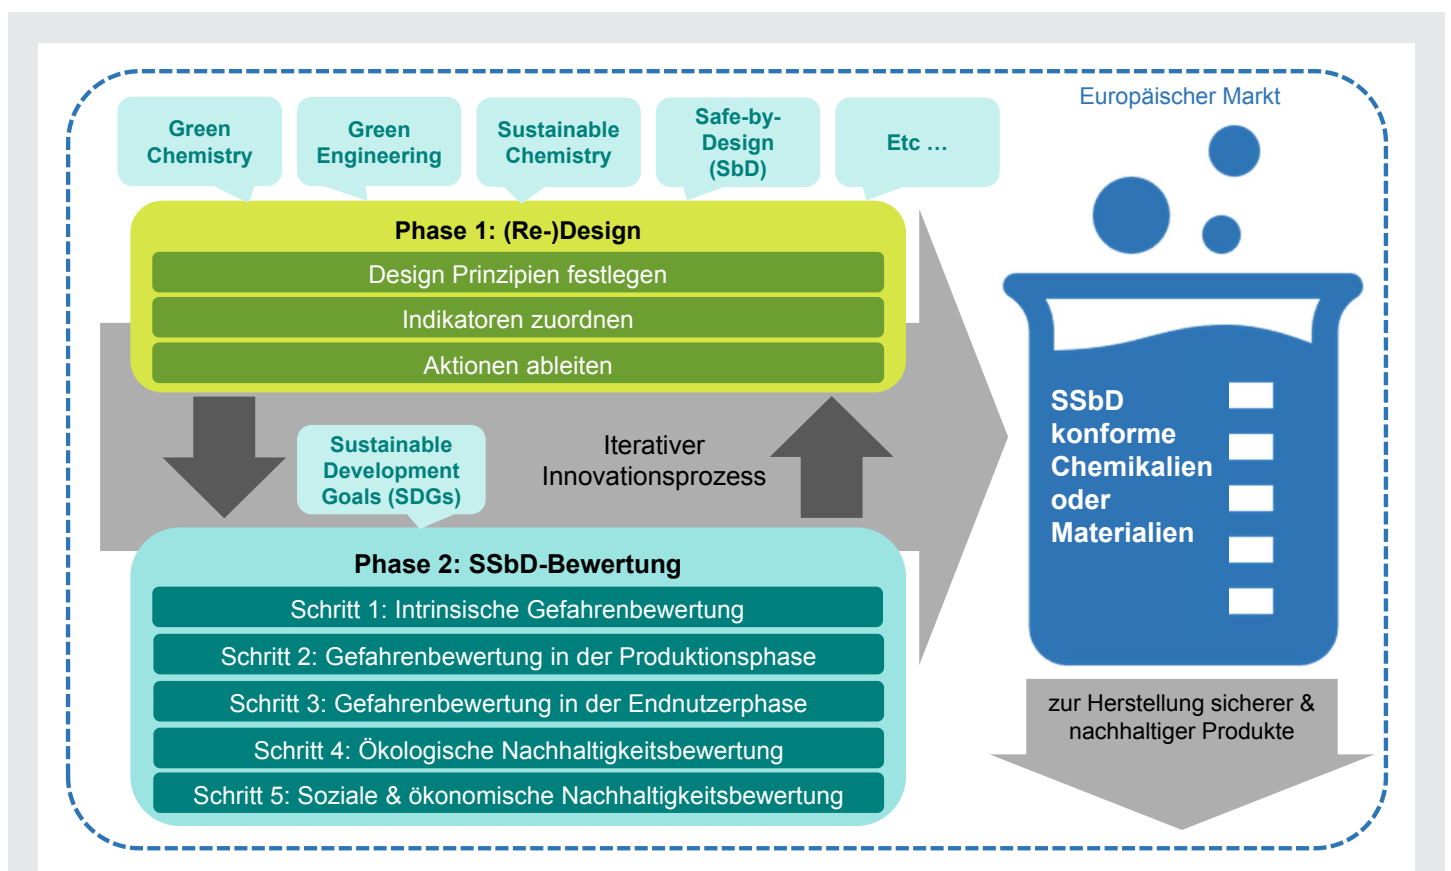 Europäischer Markt
Green
Chemistry
Green
Engineering
Sustainable
Chemistry
Safe-by-
Design
(SbD)
Etc ...
Phase 1: (Re-)Design
Design Prinzipien festlegen
Indikatoren zuordnen
Aktionen ableiten
Sustainable
Development
Goals (SDGs)
Iterativer
Innovationsprozess
Phase 2: SSbD-Bewertung
Schritt 1: Intrinsische Gefahrenbewertung
Schritt 2: Gefahrenbewertung in der Produktionsphase
Schritt 3: Gefahrenbewertung in der Endnutzerphase
Schritt 4: Ökologische Nachhaltigkeitsbewertung
Schritt 5: Soziale & ökonomische Nachhaltigkeitsbewertung
SSbD
konforme
Chemikalien
oder
Materialien
zur Herstellung sicherer &
nachhaltiger Produkte